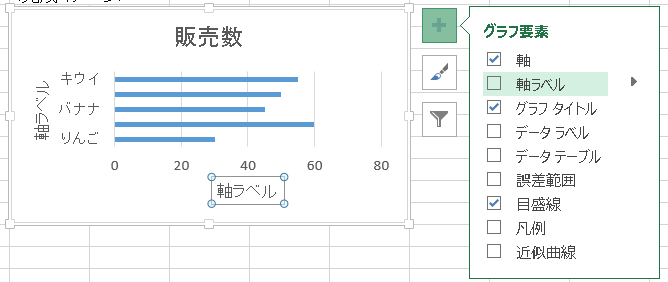 販売数
軸ラベル
キウイ
バナナ
りんご
0 20 40 60 80
軸ラベル
グラフ要素
軸
軸ラベル
グラフ タイトル
データ ラベル
データ テーブル
誤差範囲
目盛線
凡例
近似曲線